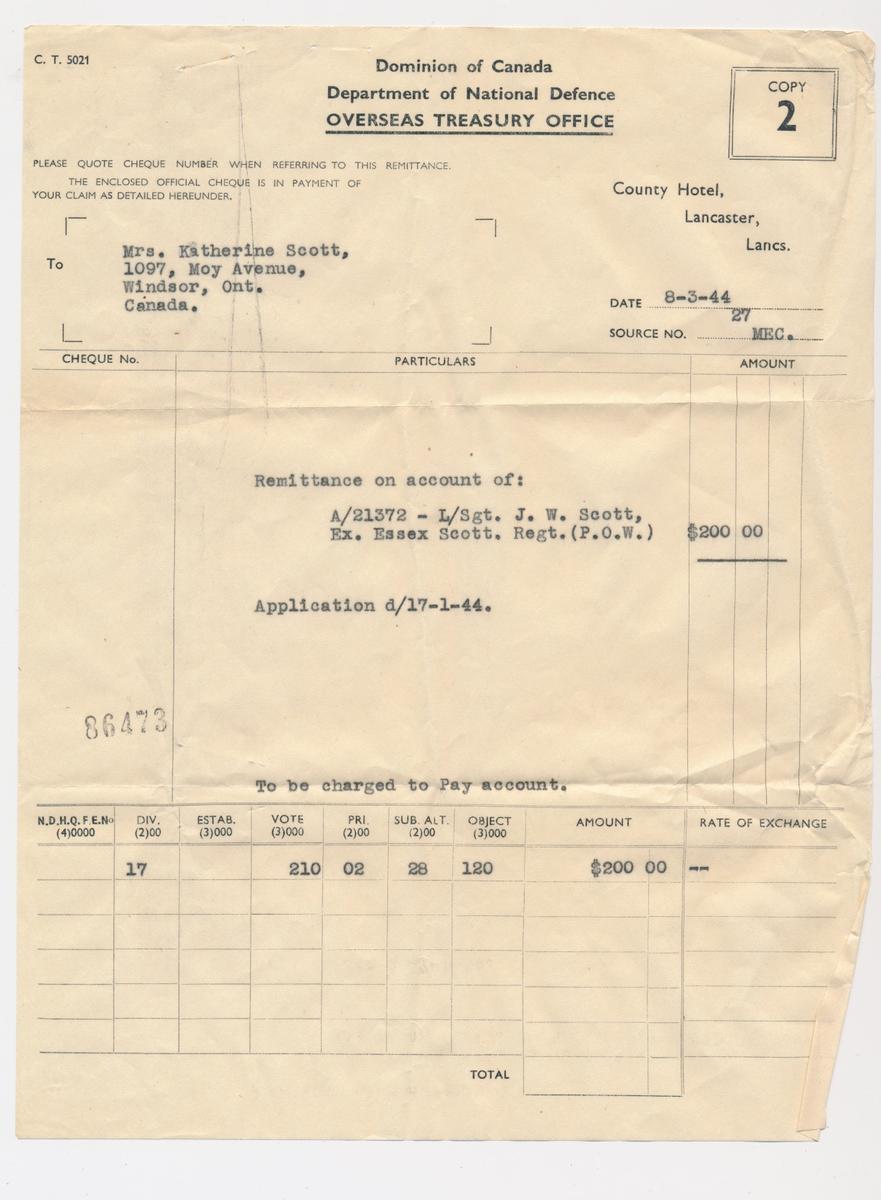 C. T. 5021
Dominion of Canada
Department of National Defence
OVERSEAS TREASURY OFFICE
COPY
2
PLEASE QUOTE CHEQUE NUMBER WHEN REFERRING TO THIS REMITTANCE.
THE ENCLOSED OFFICIAL CHEQUE IS IN PAYMENT OF
YOUR CLAIM AS DETAILED HEREUNDER.
County Hotel,
Lancaster,
Lancs.
To
Mrs. Katherine Scott,
1097, Moy Avenue,
Windsor, Ont.
Canada.
DATE 8-3-44
27
SOURCE NO. MEC.
CHEQUE No. PARTICULARS AMOUNT
Remittance on account of:
A/21372 - L/Sgt. J. W. Scott,
Ex. Essex Scott. Regt.(P.O.W.) $200 00
Application d/17-1-44.
86473
To be charged to Pay account.
N.D.H.Q. F.E.No DIV. ESTAB. VOTE PRI. SUB. ALT. OBJECT AMOUNT RATE OF EXCHANGE
(4)0000 (2)00 (3)000 (3)000 (2)00 (2)00 (3)000
17 210 02 28 120 $200 00 --
TOTAL